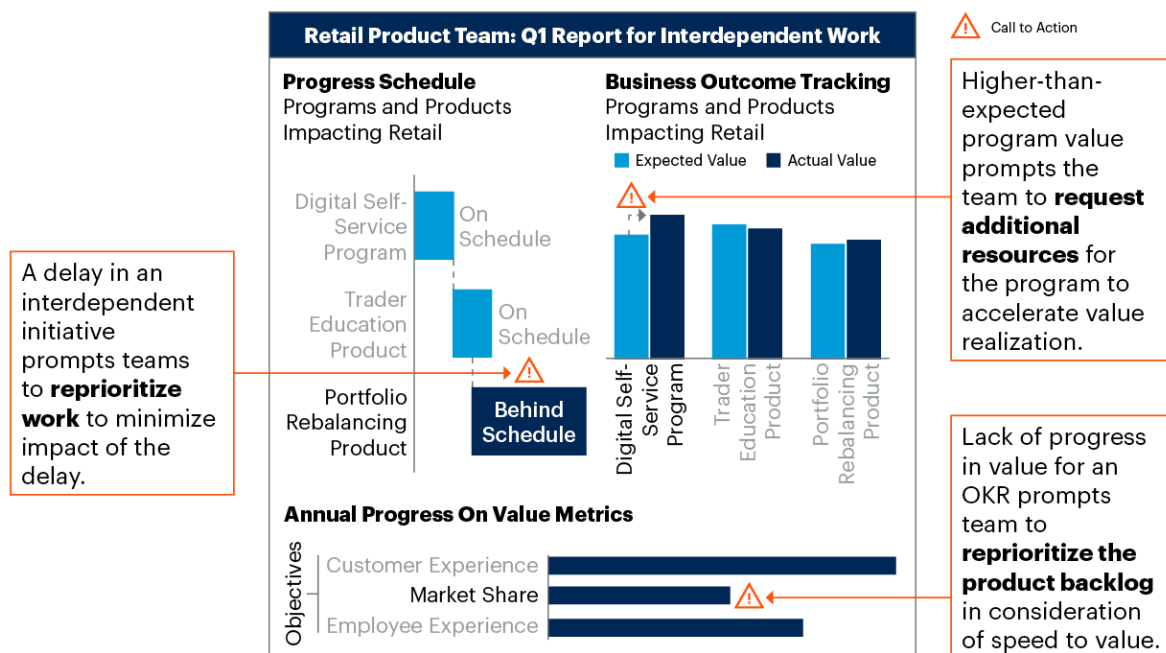 Retail Product Team: Q1 Report for Interdependent Work
Call to Action
Progress Schedule
Programs and Products
Impacting Retail
Digital Self-
Service
Program
On
Schedule
Trader
Education
Product
On
Schedule
Portfolio
Rebalancing
Product
Behind
Schedule
Business Outcome Tracking
Programs and Products
Impacting Retail
Expected Value
Actual Value
Digital Self-
Service
Program
Trader
Education
Product
Portfolio
Rebalancing
Product
A delay in an
interdependent
initiative
prompts teams
to reprioritize
work to minimize
impact of the
delay.
Higher-than-
expected
program value
prompts the
team to request
additional
resources for
the program to
accelerate value
realization.
Annual Progress On Value Metrics
Objectives
Customer Experience
Market Share
Employee Experience
Lack of progress
in value for an
OKR prompts
team to
reprioritize the
product backlog
in consideration
of speed to value.